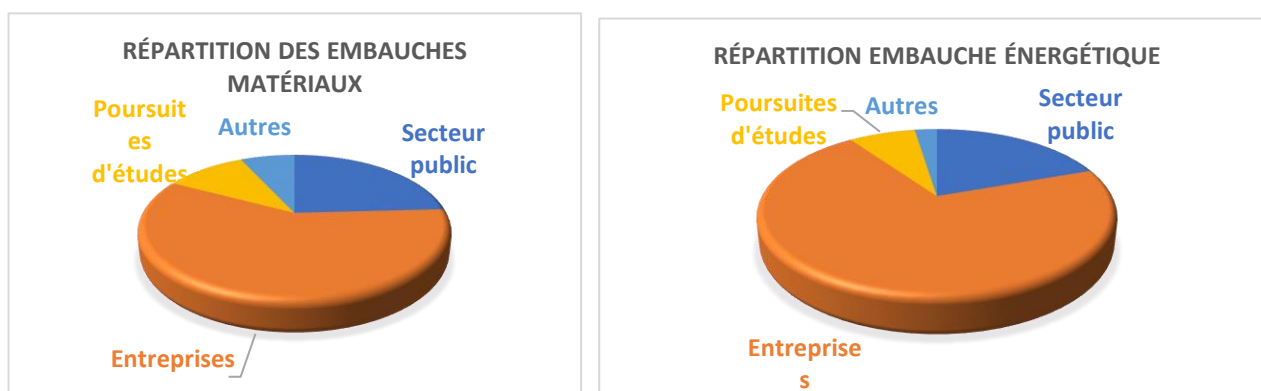 RÉPARTITION DES EMBAUCHES
MATÉRIAUX
Poursuit
es
d'études
Autres
Secteur
public
Entreprises
RÉPARTITION EMBAUCHE ÉNERGÉTIQUE
Poursuites
d'études
Autres
Secteur
public
Entreprise
s